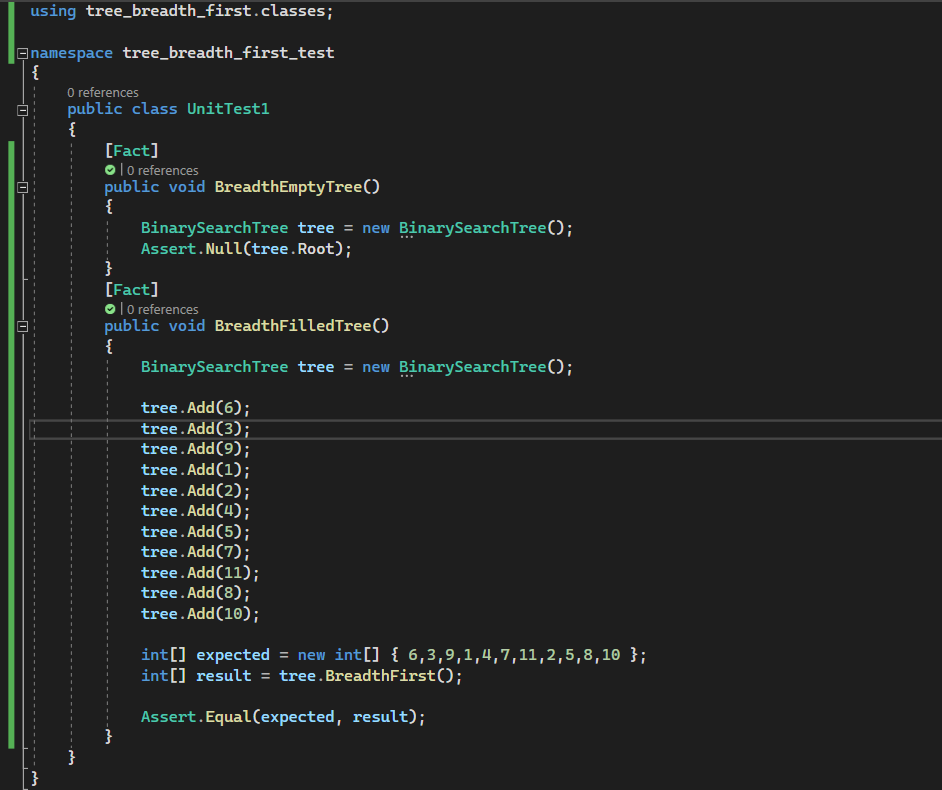 using tree_breadth_first.classes;
namespace tree_breadth_first_test
{
0 references
public class UnitTest1
{
[Fact]
| 0 references
public void BreadthEmptyTree()
{
BinarySearchTree tree = new BinarySearchTree();
Assert.Null(tree.Root);
}
[Fact]
| 0 references
public void BreadthFilledTree()
{
BinarySearchTree tree = new BinarySearchTree();
tree.Add(6);
tree.Add(3);
tree.Add(9);
tree.Add(1);
tree.Add(2);
tree.Add(4);
tree.Add(5);
tree.Add(7);
tree.Add(11);
tree.Add(8);
tree.Add(10);
int[] expected = new int[] { 6,3,9,1,4,7,11,2,5,8,10 };
int[] result = tree.BreadthFirst();
Assert.Equal(expected, result);
}
}
}